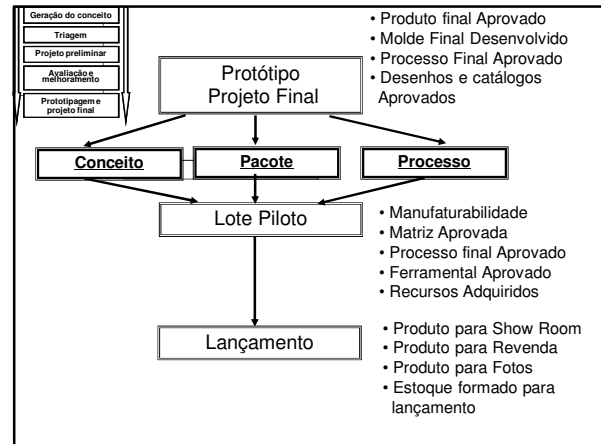 Geração do conceito
Triagem
Projeto preliminar
Avaliação e
melhoramento
Prototipagem e
projeto final
Protótipo
Projeto Final
• Produto final Aprovado
• Molde Final Desenvolvido
• Processo Final Aprovado
• Desenhos e catálogos
Aprovados
Conceito
Pacote
Processo
Lote Piloto
• Manufaturabilidade
• Matriz Aprovada
• Processo final Aprovado
• Ferramental Aprovado
• Recursos Adquiridos
Lançamento
• Produto para Show Room
• Produto para Revenda
• Produto para Fotos
• Estoque formado para
lançamento